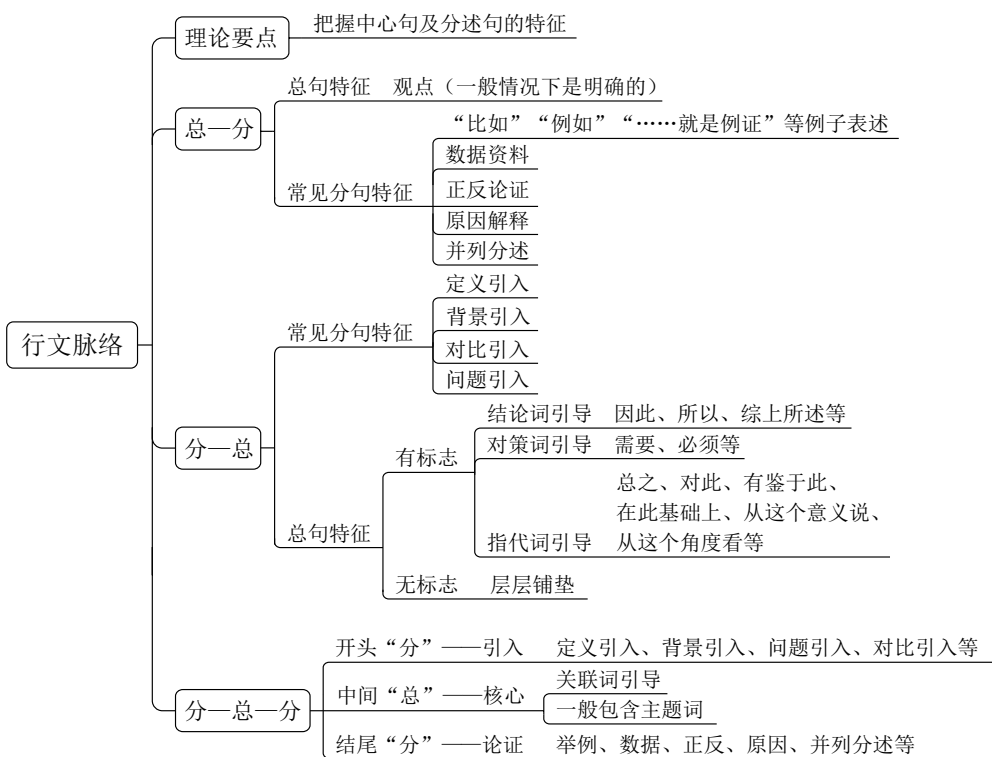 行文脉络
理论要点
把握中心句及分述句的特征
总—分
总句特征 观点（一般情况下是明确的）
常见分句特征
“比如”“例如”“……就是例证”等例子表述
数据资料
正反论证
原因解释
并列分述
分—总
常见分句特征
定义引入
背景引入
对比引入
问题引入
总句特征
有标志
结论词引导 因此、所以、综上所述等
对策词引导 需要、必须等
指代词引导
总之、对此、有鉴于此、
在此基础上、从这个意义说、
从这个角度看等
无标志 层层铺垫
分—总—分
开头“分”——引入 定义引入、背景引入、问题引入、对比引入等
中间“总”——核心
关联词引导
一般包含主题词
结尾“分”——论证 举例、数据、正反、原因、并列分述等